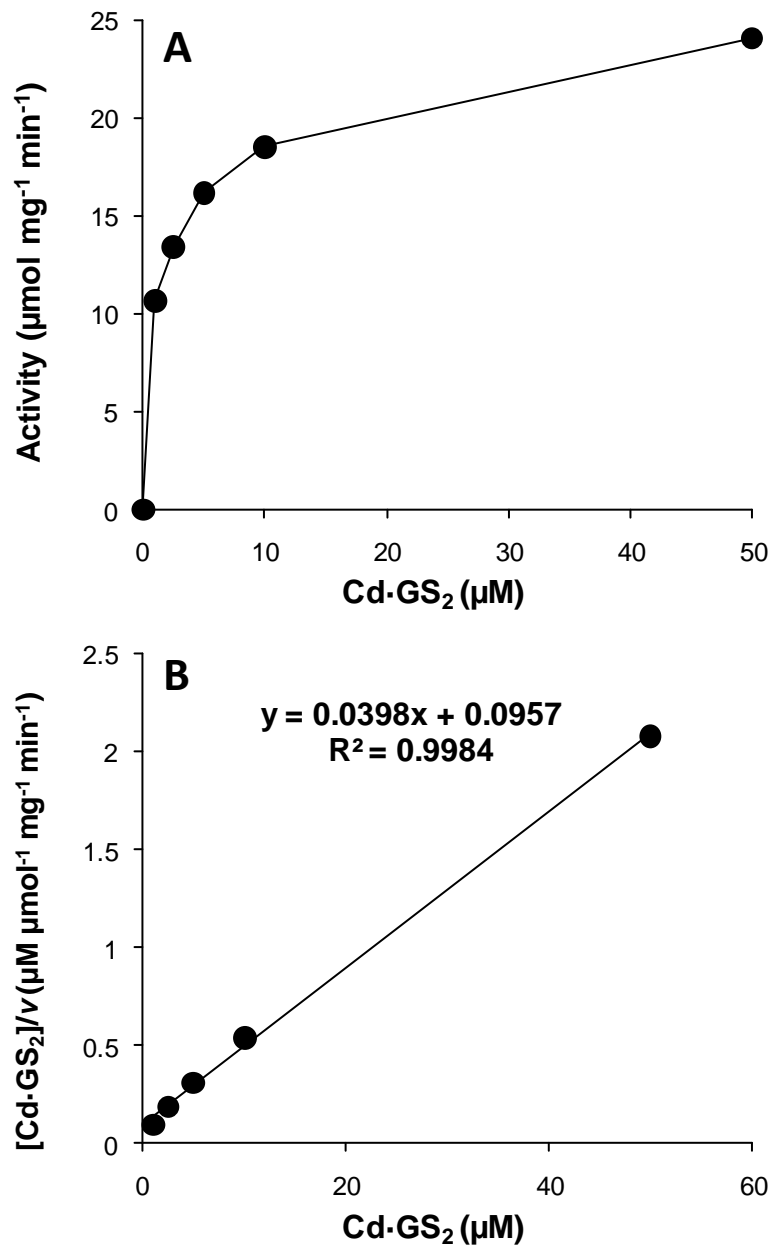 A
25
20
15
10
5
0
Activity (µmol mg⁻¹ min⁻¹)
0 10 20 30 40 50
Cd·GS₂ (µM)
B
y = 0.0398x + 0.0957
R² = 0.9984
2.5
2
1.5
1
0.5
0
[Cd·GS₂]/v (µM µmol⁻¹ mg⁻¹ min⁻¹)
0 20 40 60
Cd·GS₂ (µM)